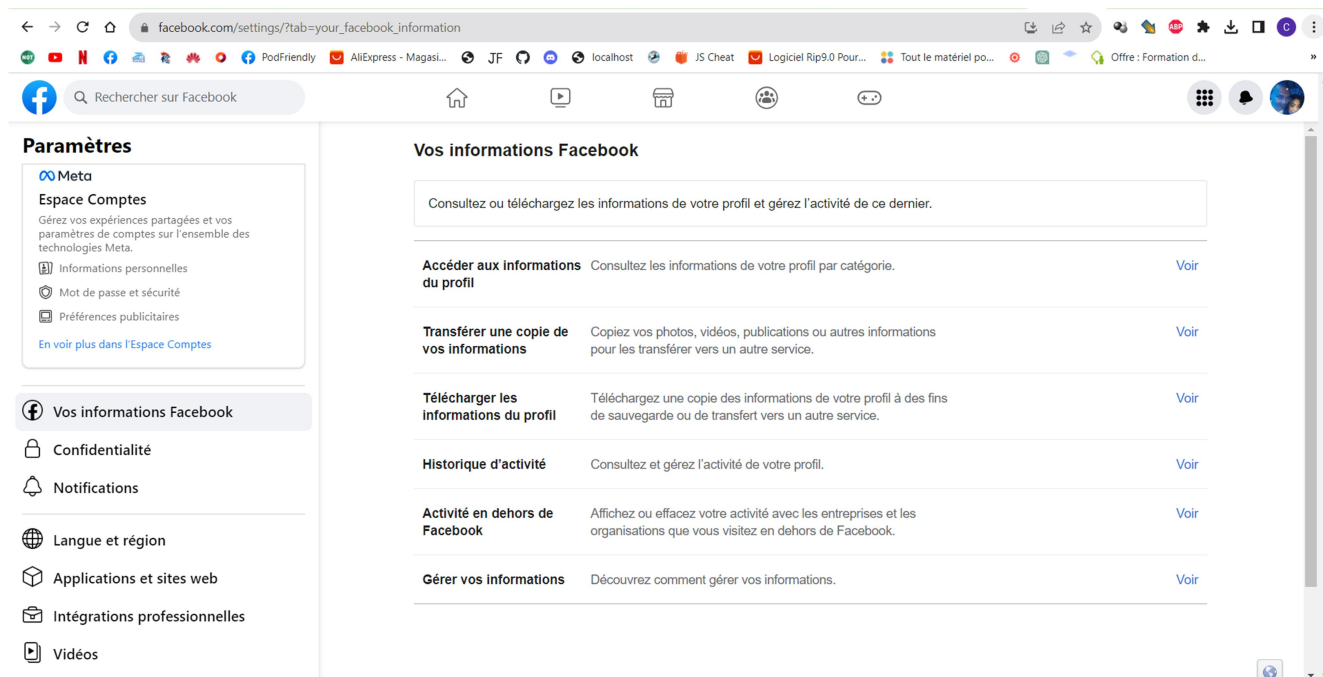 facebook.com/settings/?tab=your_facebook_information
ABP
C
NOT
PodFriendly
AliExpress - Magasi...
JF
localhost
JS Cheat
Logiciel Rip9.0 Pour...
Tout le matériel po...
Offre : Formation d...
»
Rechercher sur Facebook
Paramètres
Meta
Espace Comptes
Gérez vos expériences partagées et vos
paramètres de comptes sur l'ensemble des
technologies Meta.
Informations personnelles
Mot de passe et sécurité
Préférences publicitaires
En voir plus dans l'Espace Comptes
Vos informations Facebook
Confidentialité
Notifications
Langue et région
Applications et sites web
Intégrations professionnelles
Vidéos
Vos informations Facebook
Consultez ou téléchargez les informations de votre profil et gérez l'activité de ce dernier.
Accéder aux informations
du profil
Consultez les informations de votre profil par catégorie.
Voir
Transférer une copie de
vos informations
Copiez vos photos, vidéos, publications ou autres informations
pour les transférer vers un autre service.
Voir
Télécharger les
informations du profil
Téléchargez une copie des informations de votre profil à des fins
de sauvegarde ou de transfert vers un autre service.
Voir
Historique d'activité
Consultez et gérez l'activité de votre profil.
Voir
Activité en dehors de
Facebook
Affichez ou effacez votre activité avec les entreprises et les
organisations que vous visitez en dehors de Facebook.
Voir
Gérer vos informations
Découvrez comment gérer vos informations.
Voir